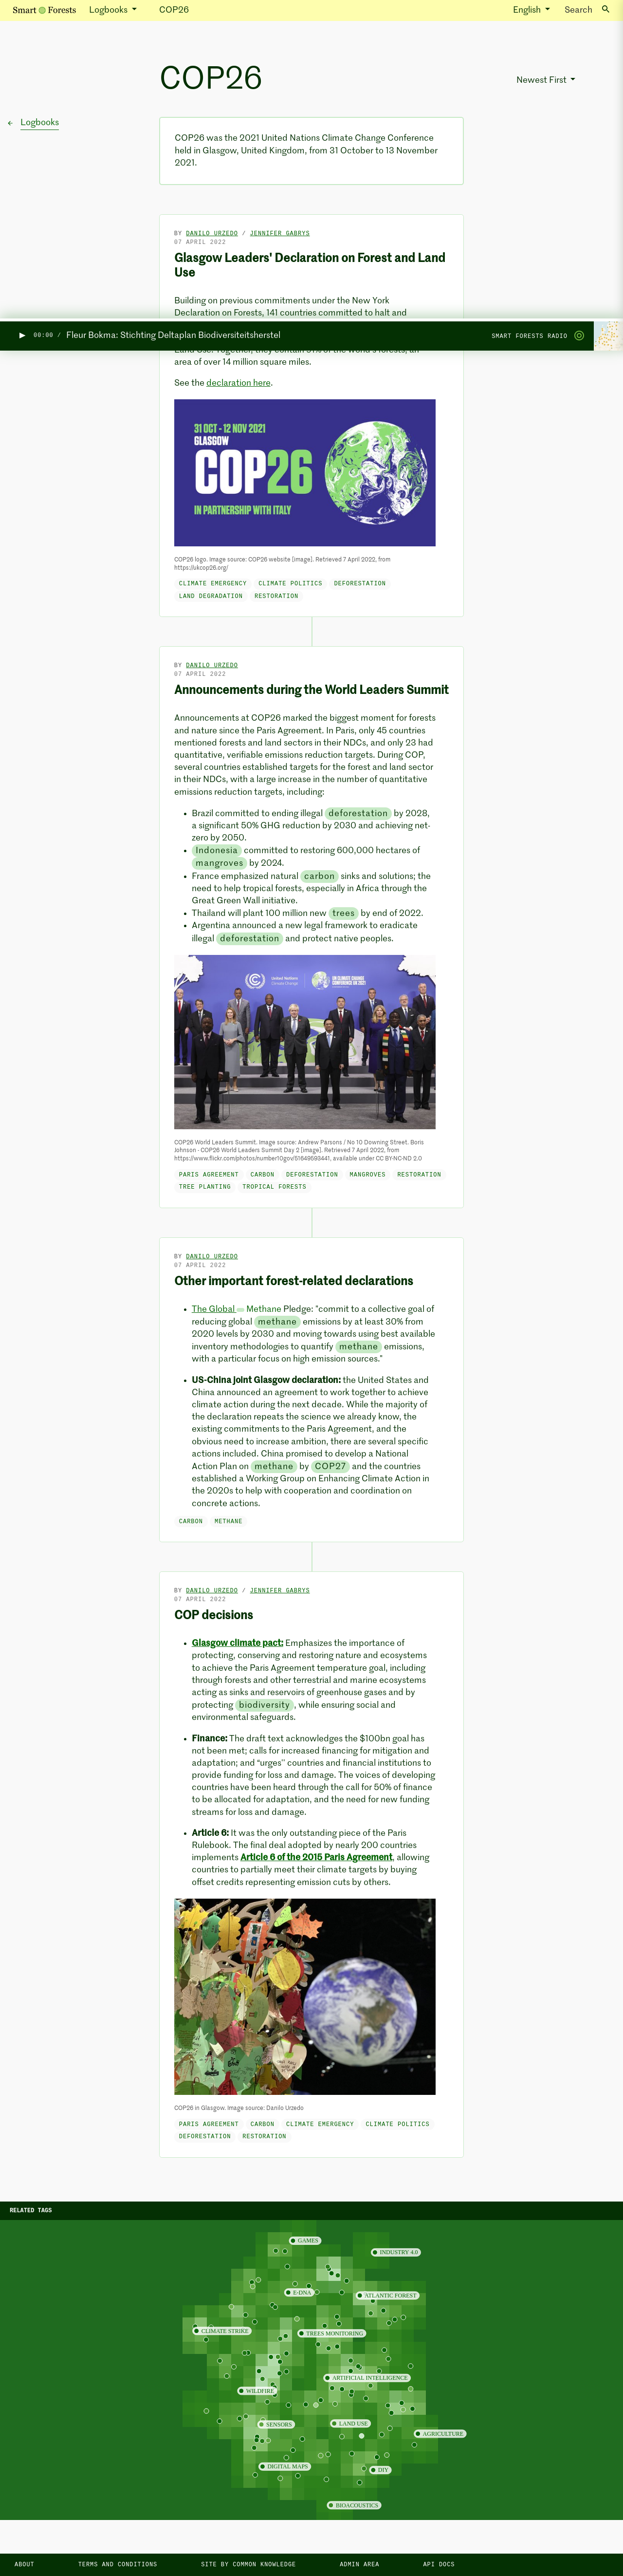 Smart Forests
Logbooks
COP26
English
Search
COP26
Newest First
Logbooks
COP26 was the 2021 United Nations Climate Change Conference
held in Glasgow, United Kingdom, from 31 October to 13 November
2021.
BY DANILO URZEDO / JENNIFER GABRYS
07 APRIL 2022
Glasgow Leaders' Declaration on Forest and Land
Use
Building on previous commitments under the New York
Declaration on Forests, 141 countries committed to halt and
00:00 / Fleur Bokma: Stichting Deltaplan Biodiversiteitsherstel
SMART FORESTS RADIO
area of over 14 million square miles.
See the declaration here.
31 OCT - 12 NOV 2021
GLASGOW
COP26
IN PARTNERSHIP WITH ITALY
COP26 logo. Image source: COP26 website [image]. Retrieved 7 April 2022, from
https://ukcop26.org/
CLIMATE EMERGENCY CLIMATE POLITICS DEFORESTATION
LAND DEGRADATION RESTORATION
BY DANILO URZEDO
07 APRIL 2022
Announcements during the World Leaders Summit
Announcements at COP26 marked the biggest moment for forests
and nature since the Paris Agreement. In Paris, only 45 countries
mentioned forests and land sectors in their NDCs, and only 23 had
quantitative, verifiable emissions reduction targets. During COP,
several countries established targets for the forest and land sector
in their NDCs, with a large increase in the number of quantitative
emissions reduction targets, including:
Brazil committed to ending illegal deforestation by 2028,
a significant 50% GHG reduction by 2030 and achieving net-
zero by 2050.
Indonesia committed to restoring 600,000 hectares of
mangroves by 2024.
France emphasized natural carbon sinks and solutions; the
need to help tropical forests, especially in Africa through the
Great Green Wall initiative.
Thailand will plant 100 million new trees by end of 2022.
Argentina announced a new legal framework to eradicate
illegal deforestation and protect native peoples.
COP26 World Leaders Summit. Image source: Andrew Parsons / No 10 Downing Street. Boris
Johnson - COP26 World Leaders Summit Day 2 [image]. Retrieved 7 April 2022, from
https://www.flickr.com/photos/number10gov/51649593441, available under CC BY-NC-ND 2.0
PARIS AGREEMENT CARBON DEFORESTATION MANGROVES RESTORATION
TREE PLANTING TROPICAL FORESTS
BY DANILO URZEDO
07 APRIL 2022
Other important forest-related declarations
The Global Methane Pledge: "commit to a collective goal of
reducing global methane emissions by at least 30% from
2020 levels by 2030 and moving towards using best available
inventory methodologies to quantify methane emissions,
with a particular focus on high emission sources."
US-China joint Glasgow declaration: the United States and
China announced an agreement to work together to achieve
climate action during the next decade. While the majority of
the declaration repeats the science we already know, the
existing commitments to the Paris Agreement, and the
obvious need to increase ambition, there are several specific
actions included. China promised to develop a National
Action Plan on methane by COP27 and the countries
established a Working Group on Enhancing Climate Action in
the 2020s to help with cooperation and coordination on
concrete actions.
CARBON METHANE
BY DANILO URZEDO / JENNIFER GABRYS
07 APRIL 2022
COP decisions
Glasgow climate pact: Emphasizes the importance of
protecting, conserving and restoring nature and ecosystems
to achieve the Paris Agreement temperature goal, including
through forests and other terrestrial and marine ecosystems
acting as sinks and reservoirs of greenhouse gases and by
protecting biodiversity, while ensuring social and
environmental safeguards.
Finance: The draft text acknowledges the $100bn goal has
not been met; calls for increased financing for mitigation and
adaptation; and "urges" countries and financial institutions to
provide funding for loss and damage. The voices of developing
countries have been heard through the call for 50% of finance
to be allocated for adaptation, and the need for new funding
streams for loss and damage.
Article 6: It was the only outstanding piece of the Paris
Rulebook. The final deal adopted by nearly 200 countries
implements Article 6 of the 2015 Paris Agreement, allowing
countries to partially meet their climate targets by buying
offset credits representing emission cuts by others.
COP26 in Glasgow. Image source: Danilo Urzedo
PARIS AGREEMENT CARBON CLIMATE EMERGENCY CLIMATE POLITICS
DEFORESTATION RESTORATION
RELATED TAGS
GAMES
INDUSTRY 4.0
E-DNA
ATLANTIC FOREST
CLIMATE STRIKE
TREES MONITORING
ARTIFICIAL INTELLIGENCE
WILDFIRE
SENSORS
LAND USE
AGRICULTURE
DIGITAL MAPS
DIY
BIOACOUSTICS
ABOUT
TERMS AND CONDITIONS
SITE BY COMMON KNOWLEDGE
ADMIN AREA
API DOCS